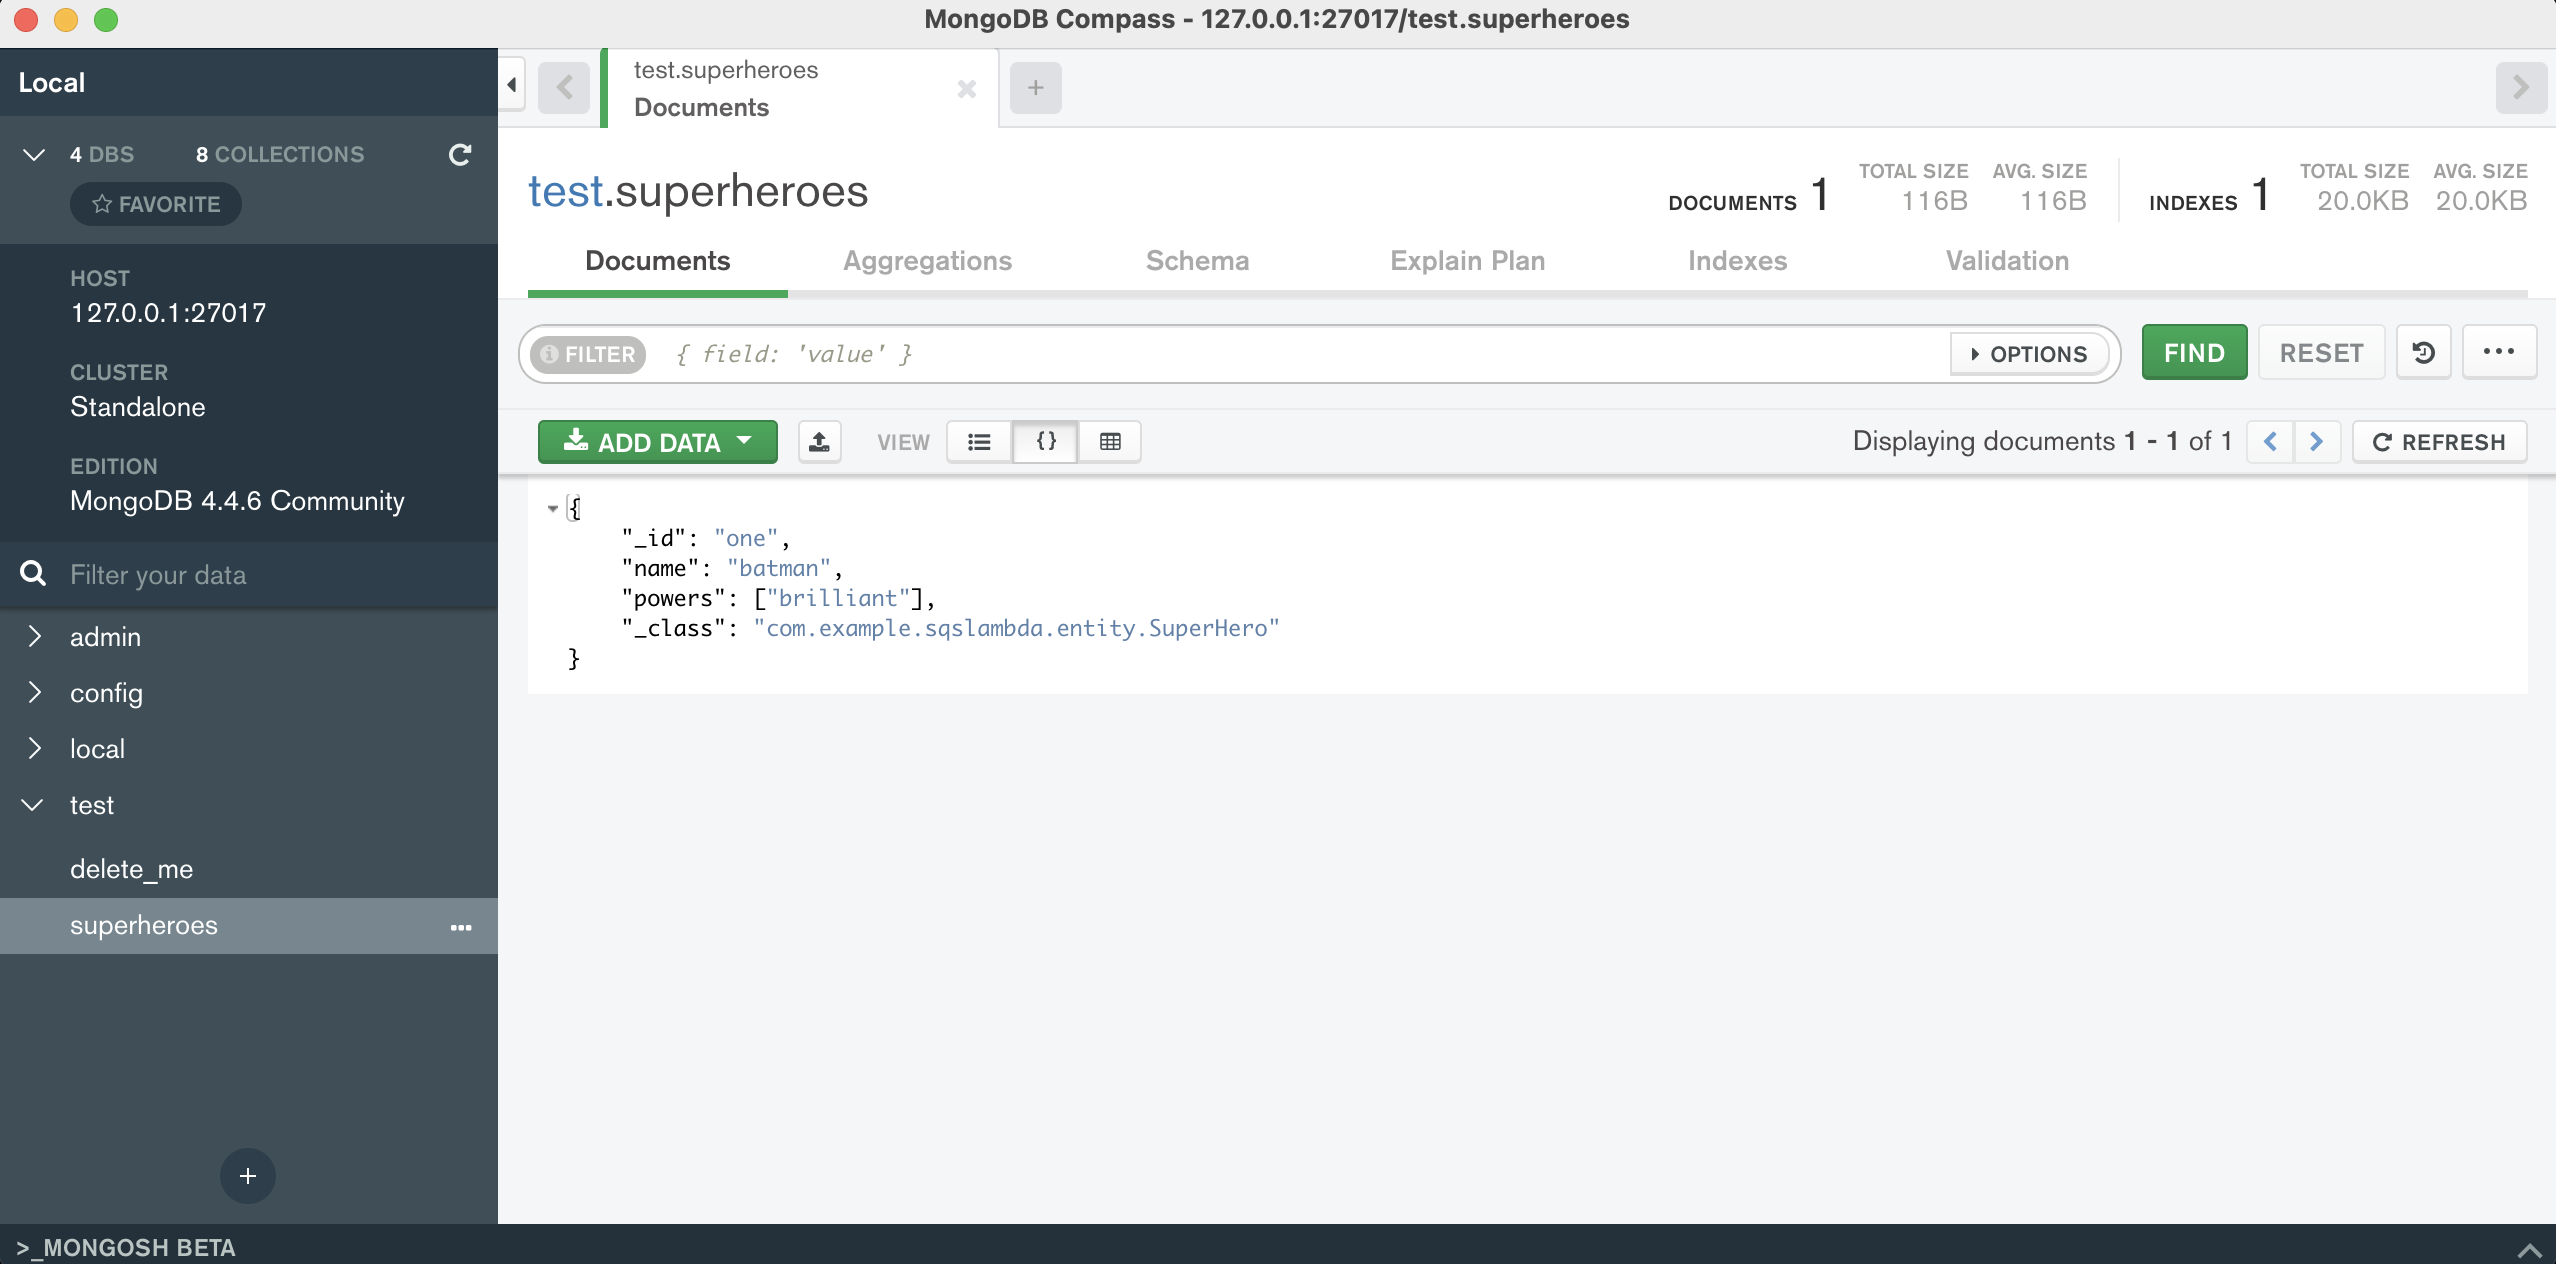 MongoDB Compass - 127.0.0.1:27017/test.superheroes
Local
4 DBS 8 COLLECTIONS
FAVORITE
HOST
127.0.0.1:27017
CLUSTER
Standalone
EDITION
MongoDB 4.4.6 Community
Filter your data
admin
config
local
test
delete_me
superheroes
>_MONGOSH BETA
test.superheroes
Documents
test.superheroes
DOCUMENTS 1 TOTAL SIZE 116B AVG. SIZE 116B INDEXES 1 TOTAL SIZE 20.0KB AVG. SIZE 20.0KB
Documents Aggregations Schema Explain Plan Indexes Validation
FILTER { field: 'value' } OPTIONS FIND RESET
ADD DATA VIEW {} Displaying documents 1 - 1 of 1 REFRESH
{
"_id": "one",
"name": "batman",
"powers": ["brilliant"],
"_class": "com.example.sqslambda.entity.SuperHero"
}